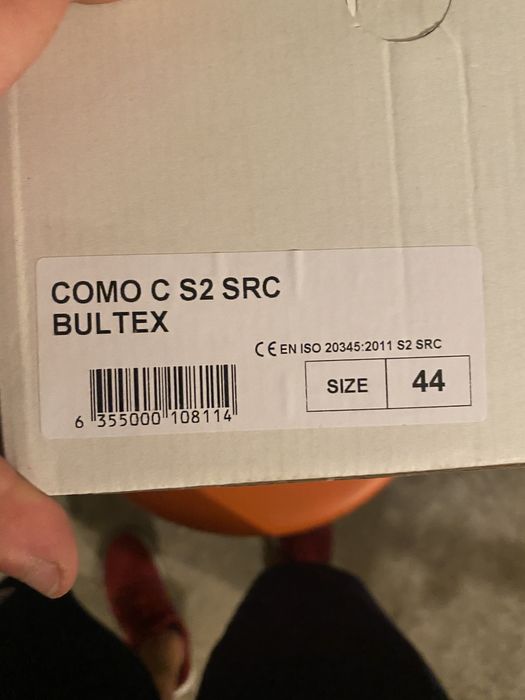 COMO C S2 SRC
BULTEX
CE EN ISO 20345:2011 S2 SRC
SIZE 44
6 355000 108114